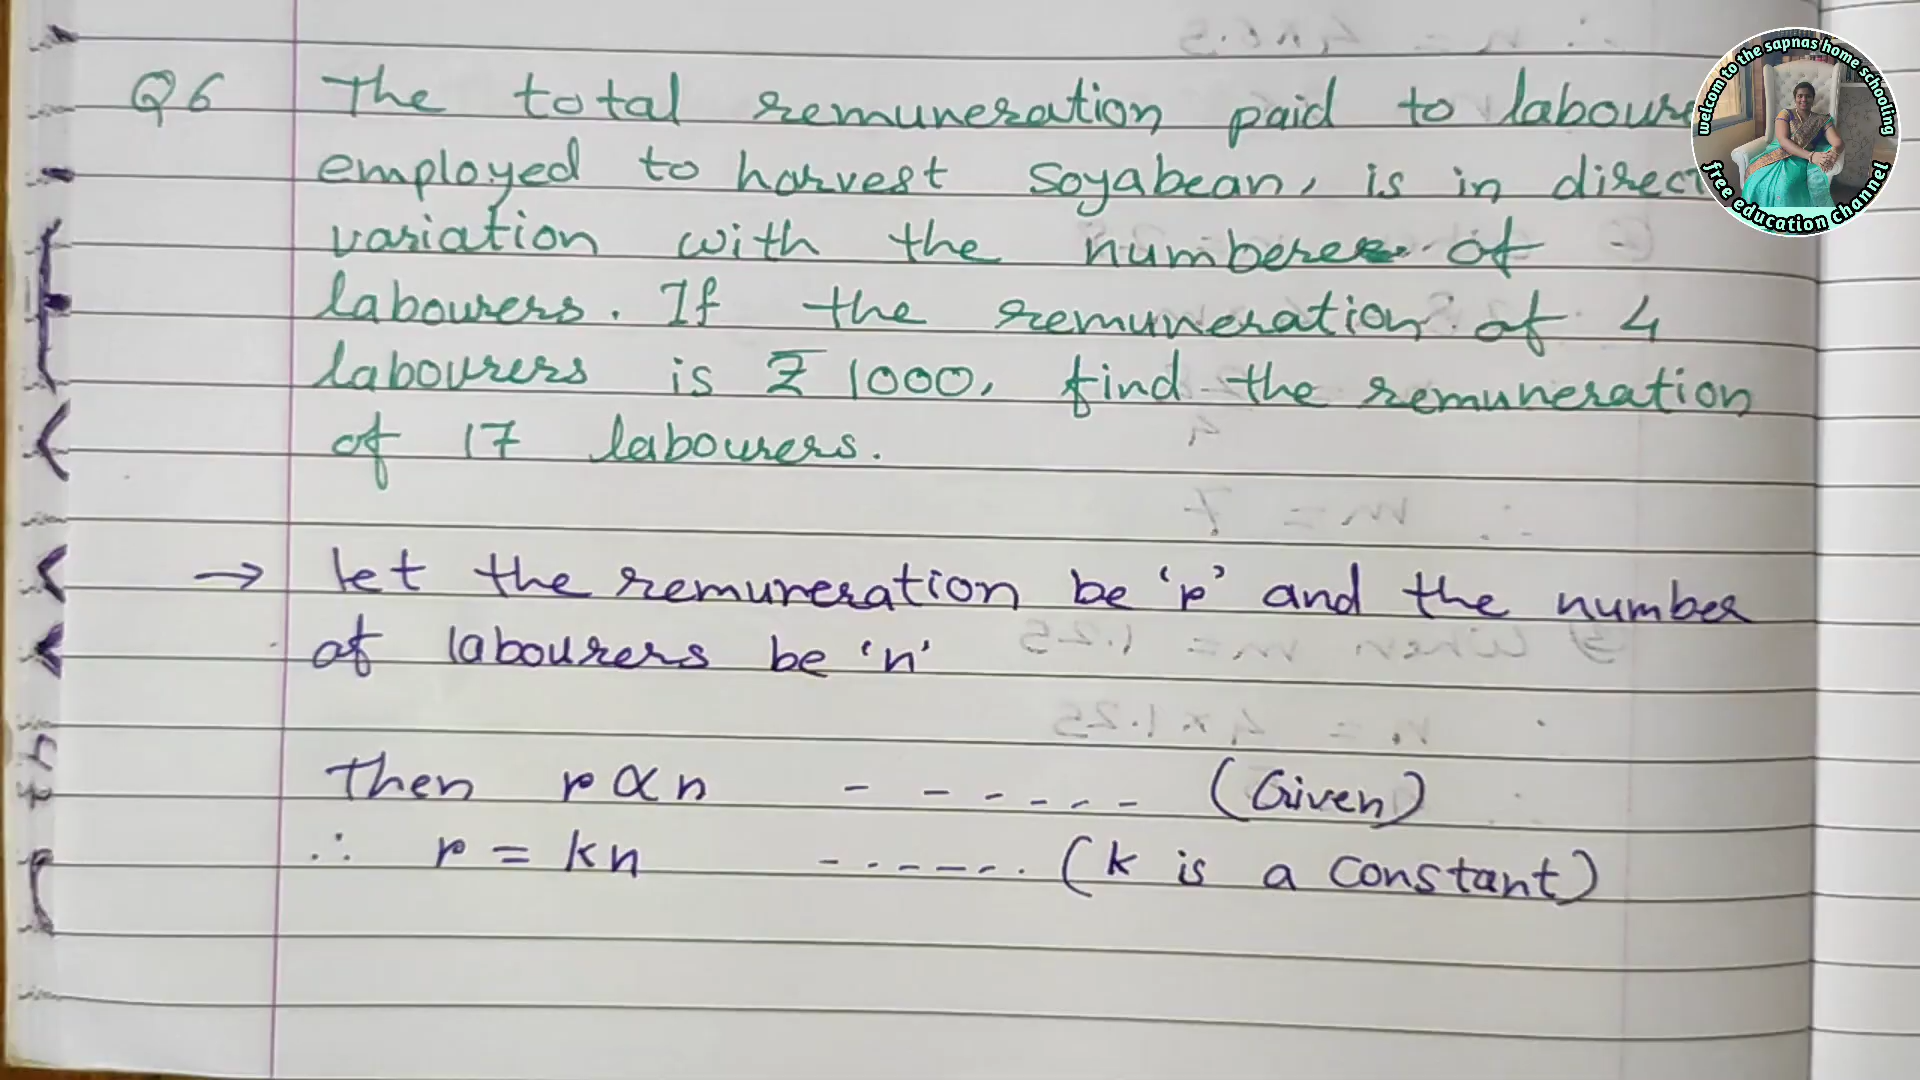 Q6 The total remuneration paid to labour
employed to harvest soyabean, is in direct
variation with the number of
labourers. If the remuneration of 4
labourers is ₹ 1000, find the remuneration
of 17 labourers.
→ let the remuneration be 'r' and the number
of labourers be 'n'
Then r ∝ n - - - - - - (Given)
∴ r = kn - - - - - - . (k is a constant)
welcom to the sapnas home schooling
free education channel